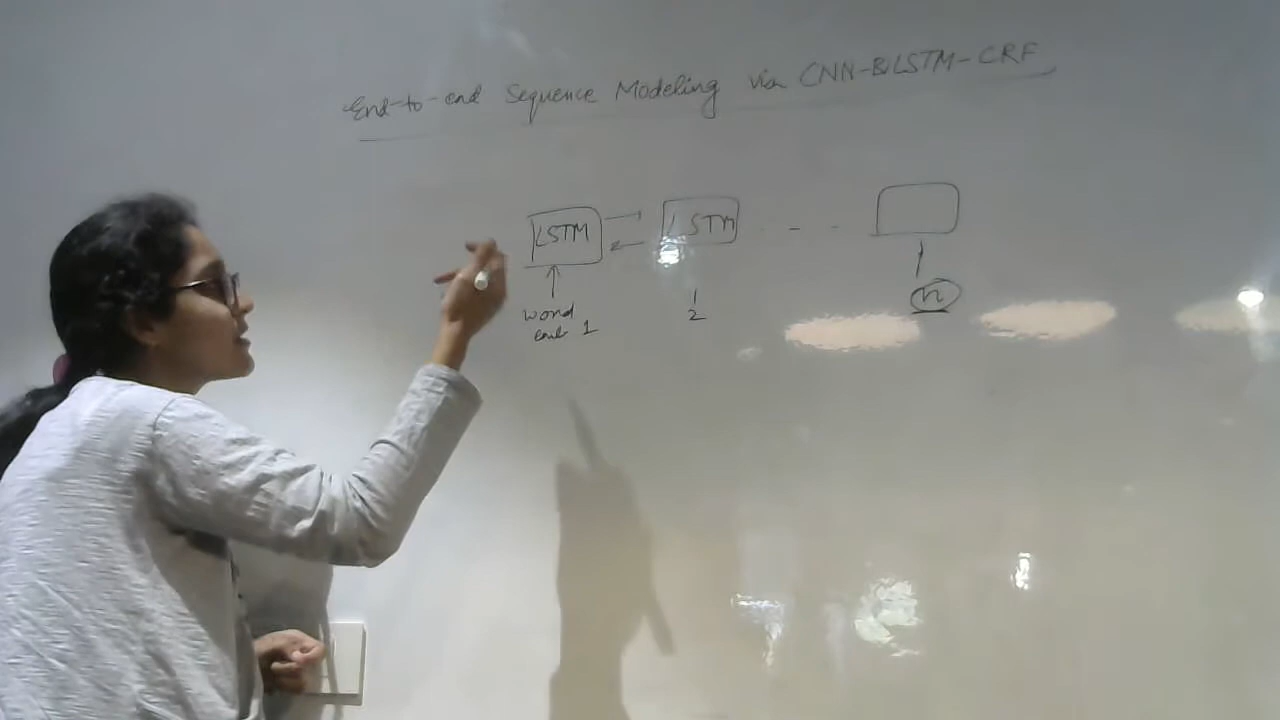 End-to-end Sequence Modeling via CNN-BiLSTM-CRF
LSTM
LSTM
word
emb 1
2
n